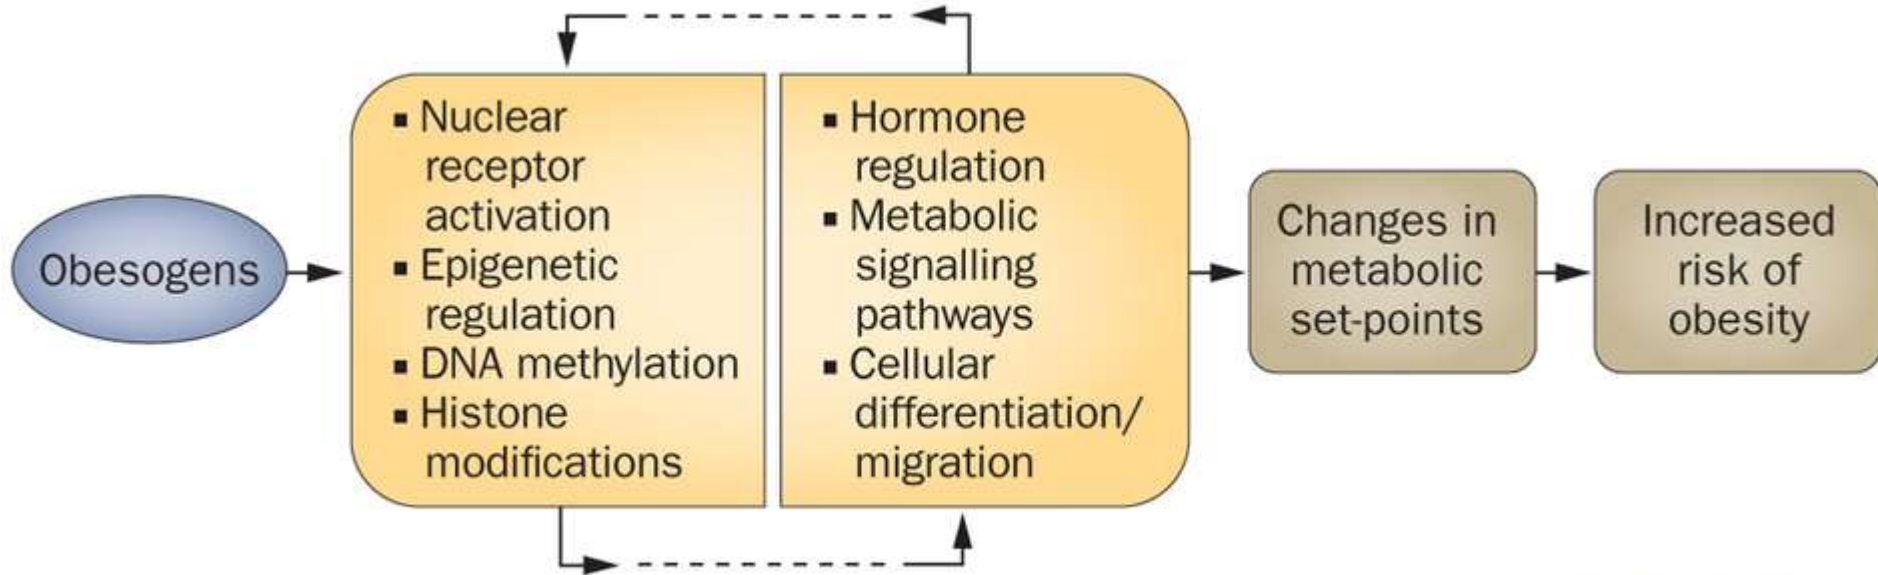 Obesogens
▪ Nuclear
receptor
activation
▪ Epigenetic
regulation
▪ DNA methylation
▪ Histone
modifications
▪ Hormone
regulation
▪ Metabolic
signalling
pathways
▪ Cellular
differentiation/
migration
Changes in
metabolic
set-points
Increased
risk of
obesity